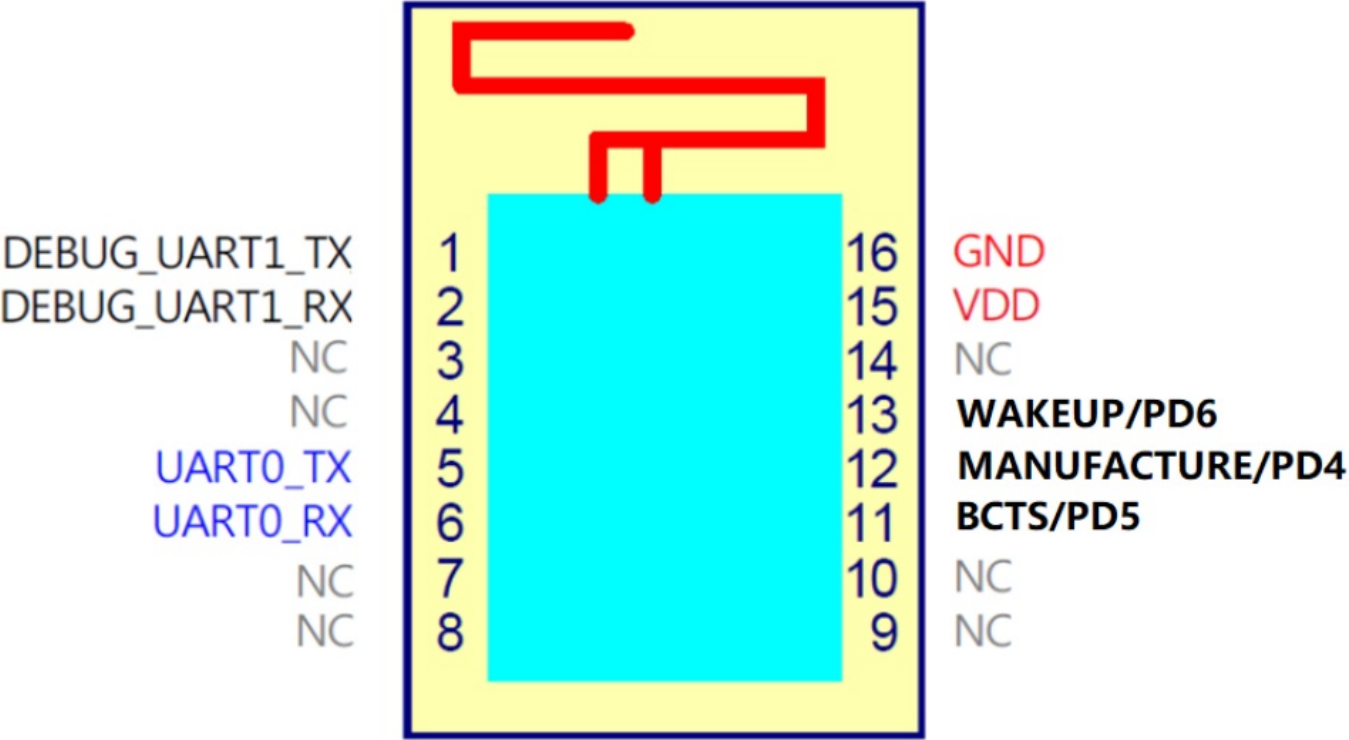 DEBUG_UART1_TX 1 16 GND
DEBUG_UART1_RX 2 15 VDD
NC 3 14 NC
NC 4 13 WAKEUP/PD6
UART0_TX 5 12 MANUFACTURE/PD4
UART0_RX 6 11 BCTS/PD5
NC 7 10 NC
NC 8 9 NC